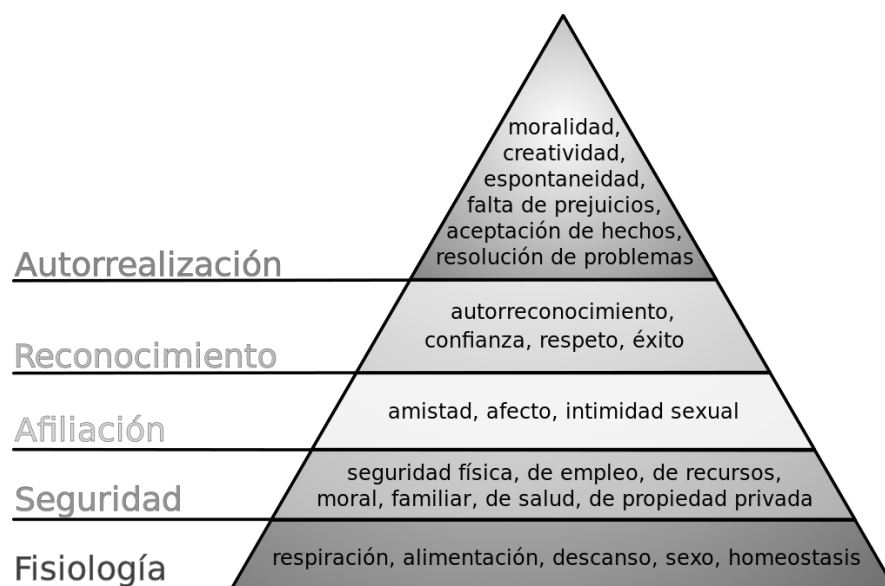 moralidad,
creatividad,
espontaneidad,
falta de prejuicios,
aceptación de hechos,
resolución de problemas
Autorrealización
autorreconocimiento,
confianza, respeto, éxito
Reconocimiento
amistad, afecto, intimidad sexual
Afiliación
seguridad física, de empleo, de recursos,
moral, familiar, de salud, de propiedad privada
Seguridad
respiración, alimentación, descanso, sexo, homeostasis
Fisiología